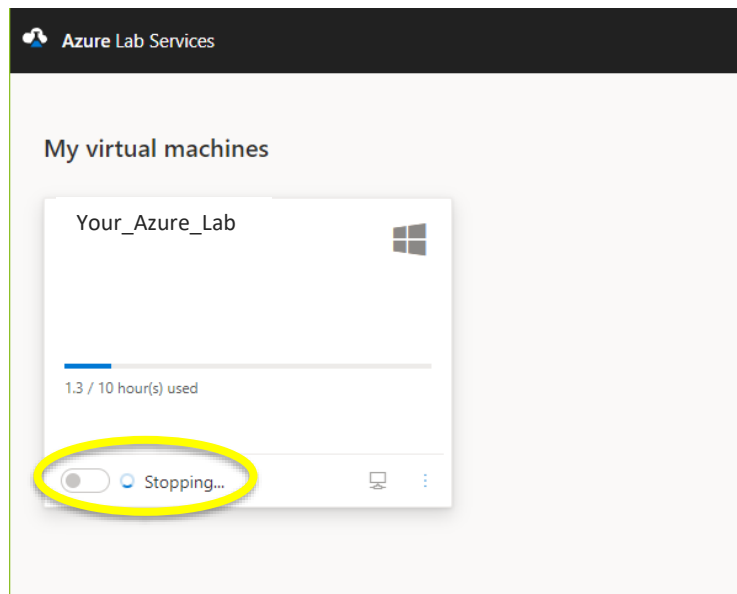 Azure Lab Services
My virtual machines
Your_Azure_Lab
1.3 / 10 hour(s) used
Stopping...